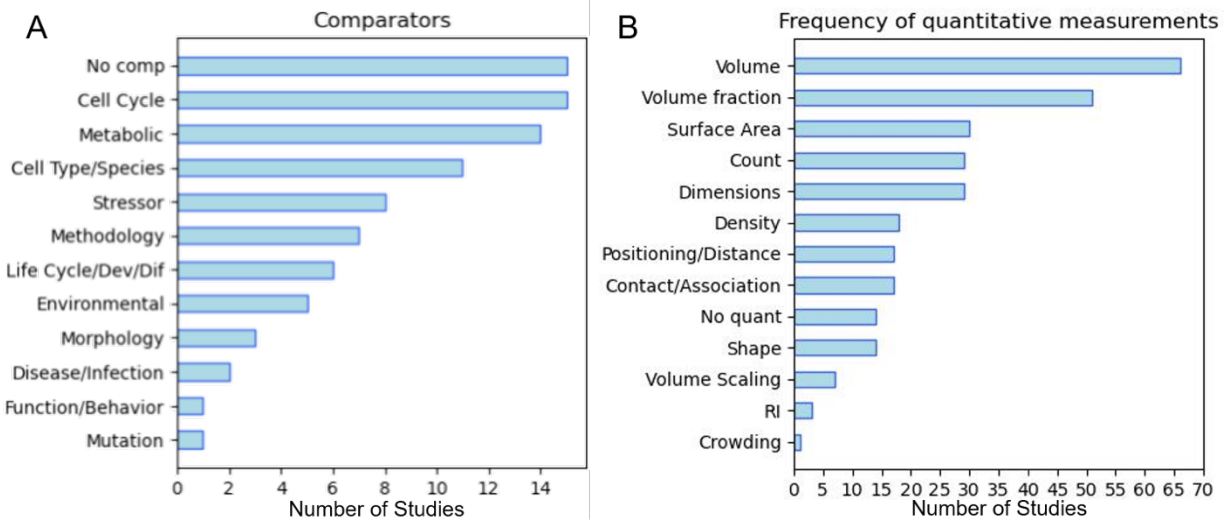 A
Comparators
No comp
Cell Cycle
Metabolic
Cell Type/Species
Stressor
Methodology
Life Cycle/Dev/Dif
Environmental
Morphology
Disease/Infection
Function/Behavior
Mutation
0 2 4 6 8 10 12 14
Number of Studies
B
Frequency of quantitative measurements
Volume
Volume fraction
Surface Area
Count
Dimensions
Density
Positioning/Distance
Contact/Association
No quant
Shape
Volume Scaling
RI
Crowding
0 5 10 15 20 25 30 35 40 45 50 55 60 65 70
Number of Studies